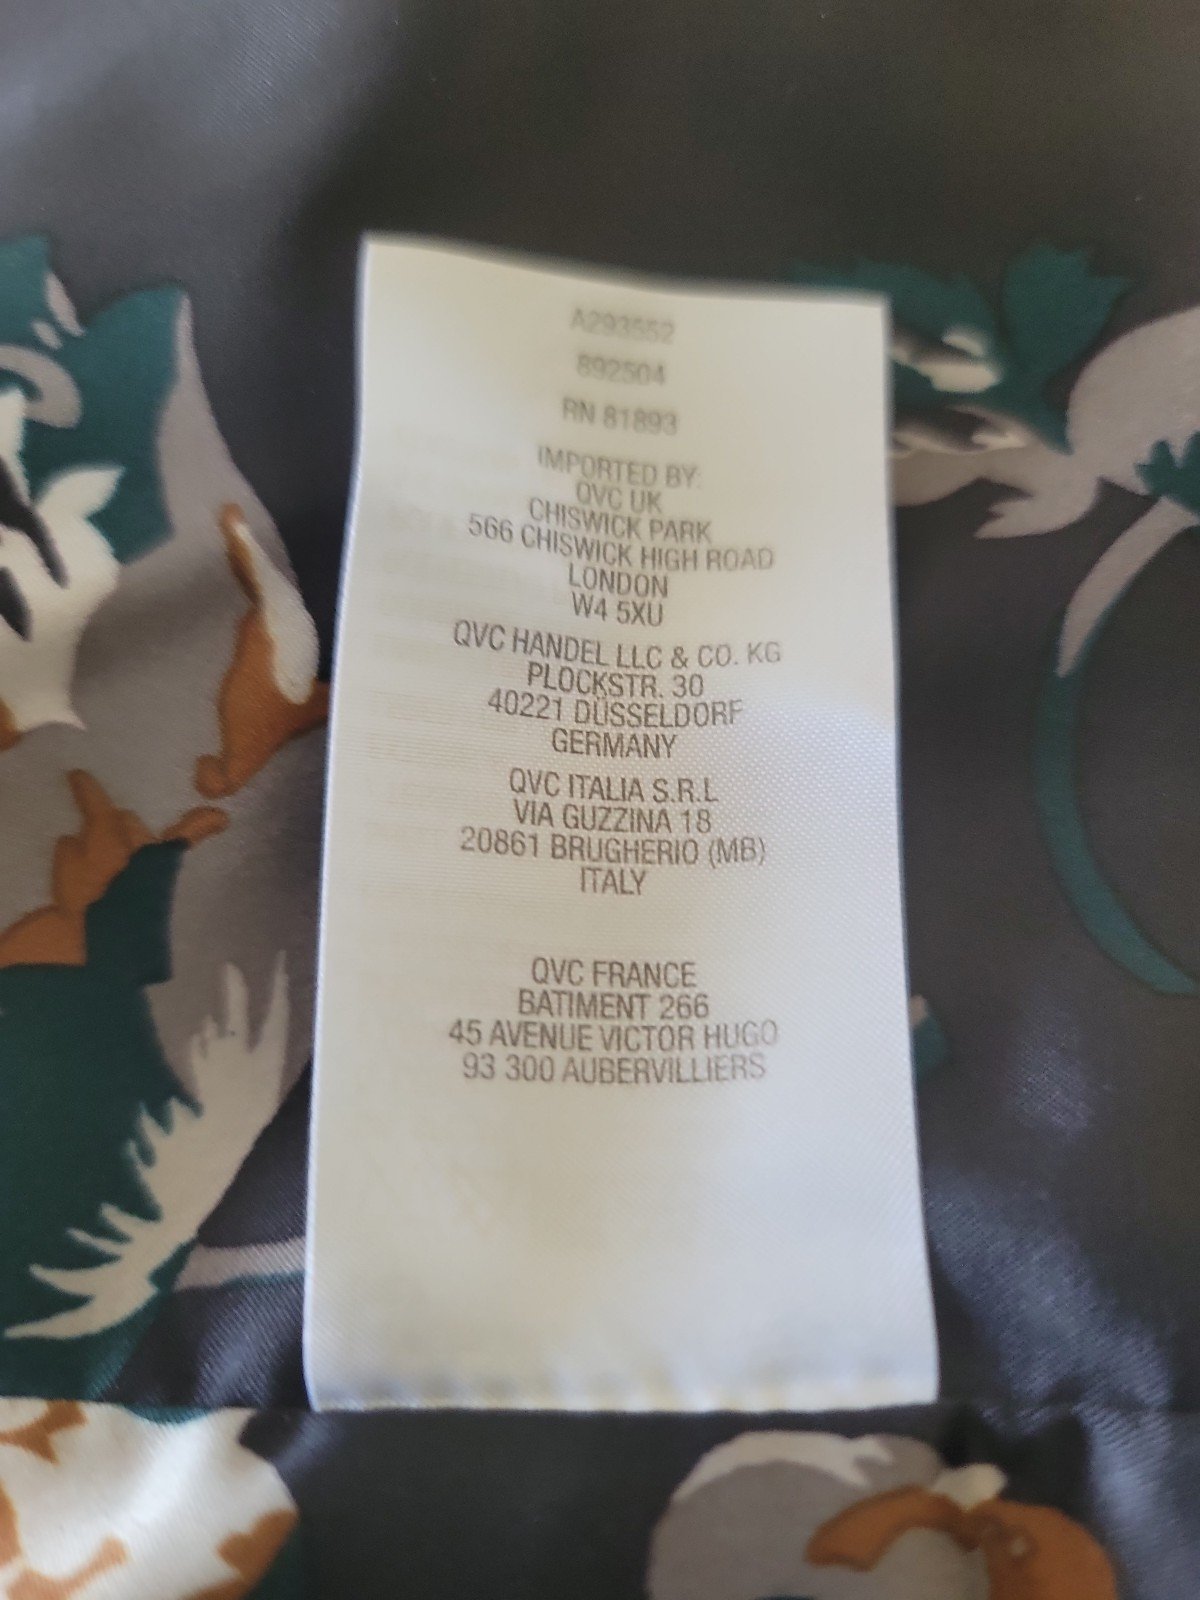 A293552
892504
RN 81893
IMPORTED BY:
QVC UK
CHISWICK PARK
566 CHISWICK HIGH ROAD
LONDON
W4 5XU
QVC HANDEL LLC & CO. KG
PLOCKSTR. 30
40221 DÜSSELDORF
GERMANY
QVC ITALIA S.R.L
VIA GUZZINA 18
20861 BRUGHERIO (MB)
ITALY
QVC FRANCE
BATIMENT 266
45 AVENUE VICTOR HUGO
93 300 AUBERVILLIERS